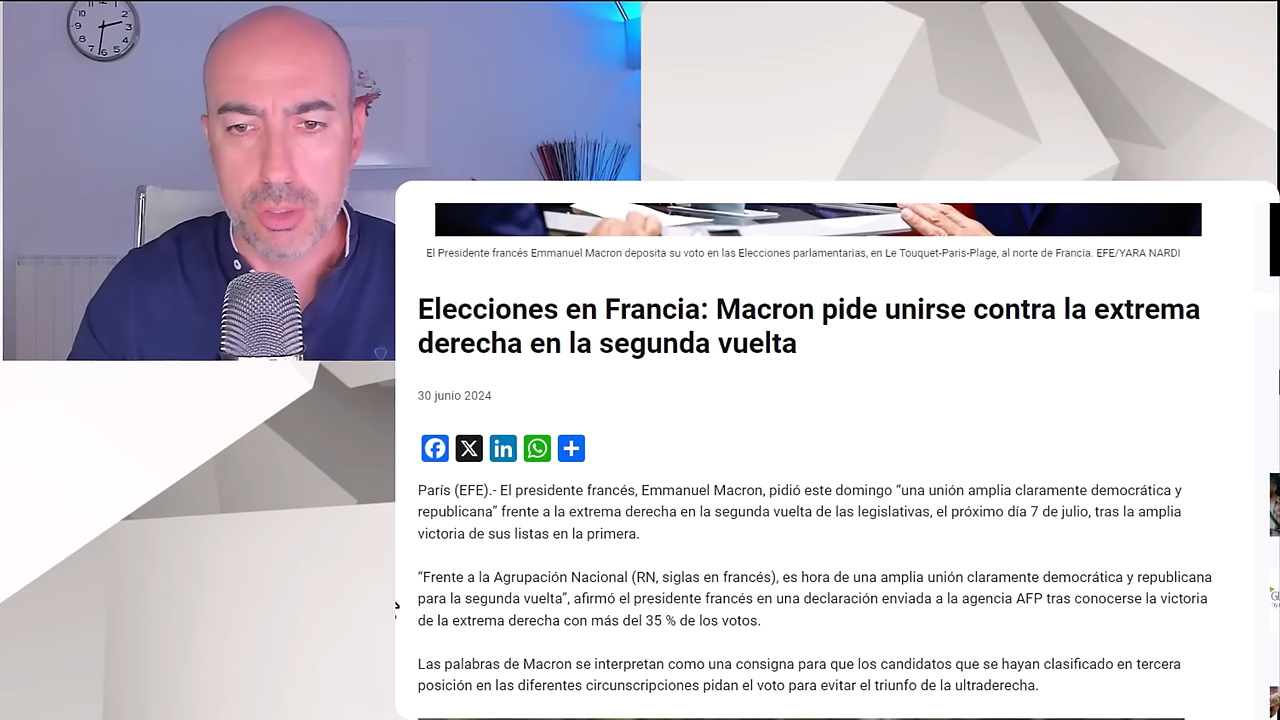 El Presidente francés Emmanuel Macron deposita su voto en las Elecciones parlamentarias, en Le Touquet-Paris-Plage, al norte de Francia. EFE/YARA NARDI
Elecciones en Francia: Macron pide unirse contra la extrema
derecha en la segunda vuelta
30 junio 2024
París (EFE).- El presidente francés, Emmanuel Macron, pidió este domingo “una unión amplia claramente democrática y
republicana” frente a la extrema derecha en la segunda vuelta de las legislativas, el próximo día 7 de julio, tras la amplia
victoria de sus listas en la primera.
“Frente a la Agrupación Nacional (RN, siglas en francés), es hora de una amplia unión claramente democrática y republicana
para la segunda vuelta”, afirmó el presidente francés en una declaración enviada a la agencia AFP tras conocerse la victoria
de la extrema derecha con más del 35 % de los votos.
Las palabras de Macron se interpretan como una consigna para que los candidatos que se hayan clasificado en tercera
posición en las diferentes circunscripciones pidan el voto para evitar el triunfo de la ultraderecha.